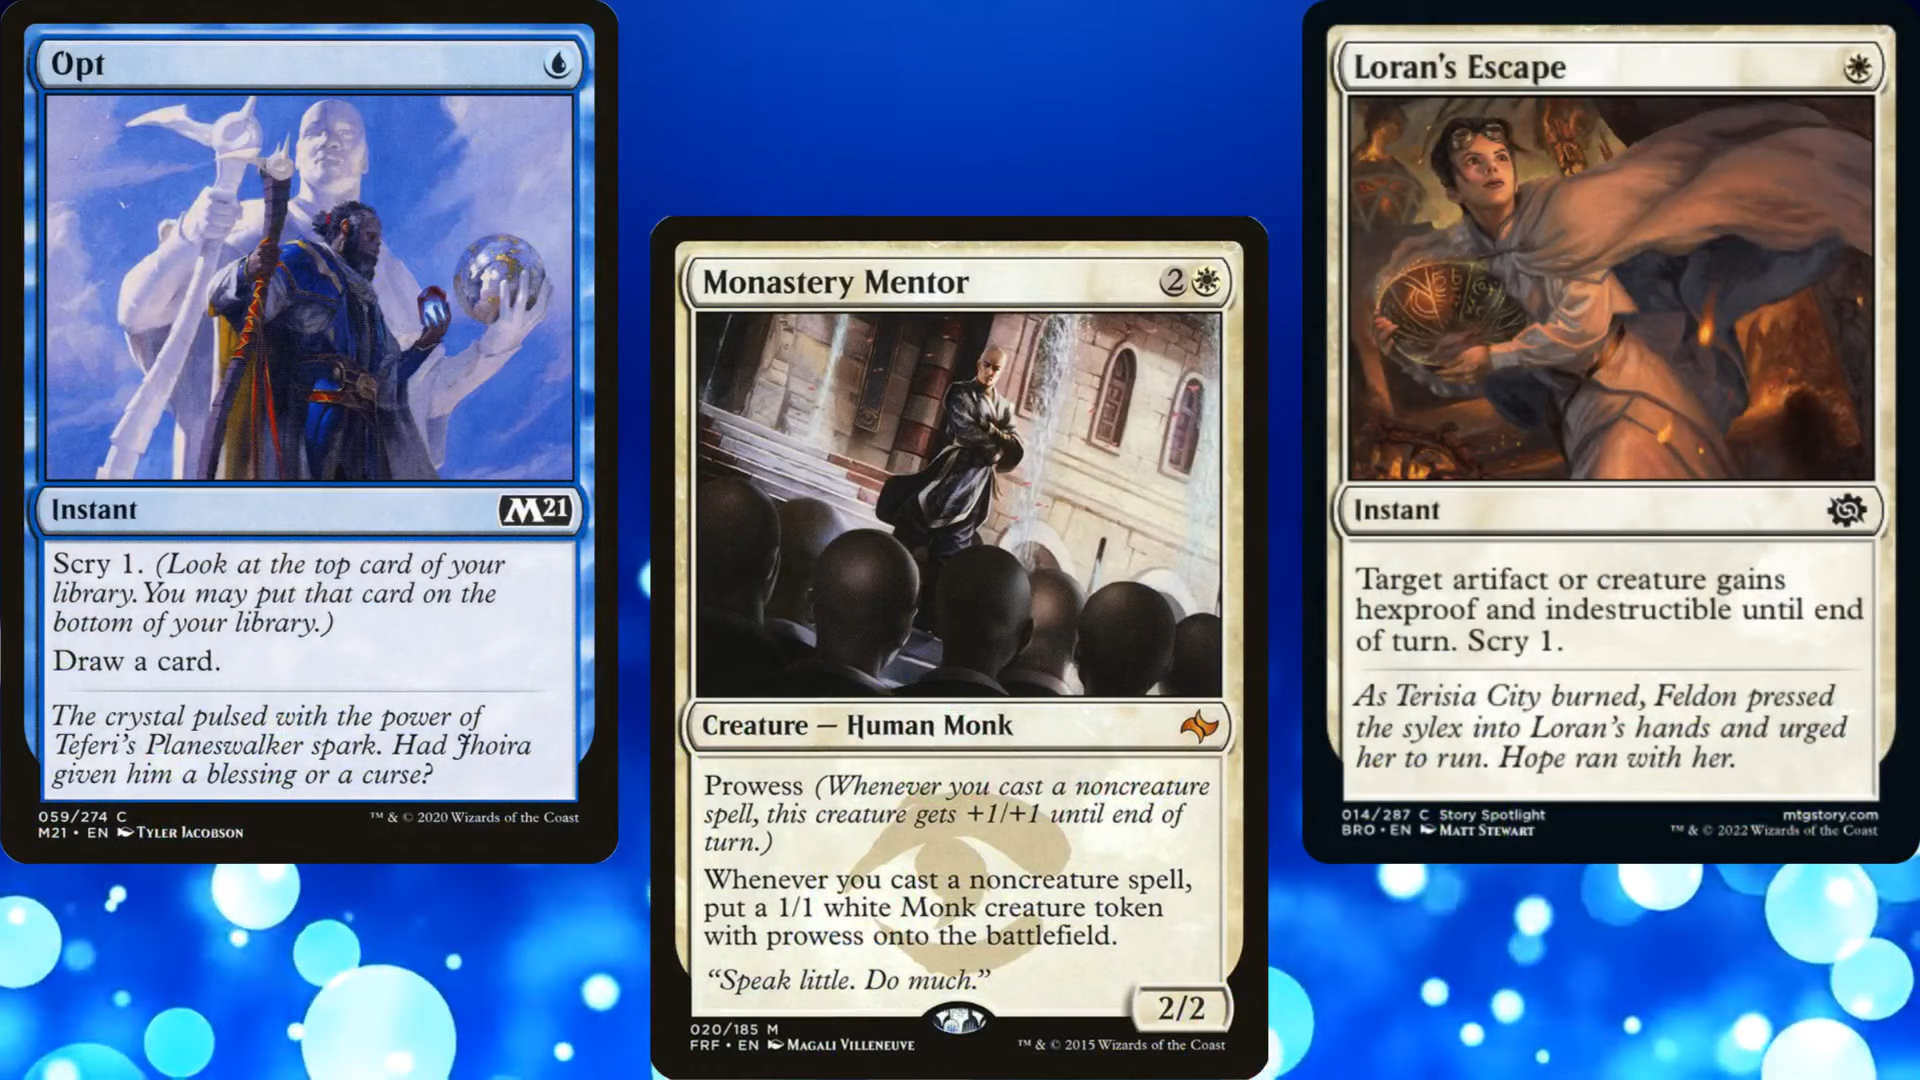 Opt
Instant
M21
Scry 1. (Look at the top card of your
library. You may put that card on the
bottom of your library.)
Draw a card.
The crystal pulsed with the power of
Teferi's Planeswalker spark. Had Jhoira
given him a blessing or a curse?
059/274 C
M21 • EN Tyler Jacobson
™ & © 2020 Wizards of the Coast
Monastery Mentor
2
Creature — Human Monk
Prowess (Whenever you cast a noncreature
spell, this creature gets +1/+1 until end of
turn.)
Whenever you cast a noncreature spell,
put a 1/1 white Monk creature token
with prowess onto the battlefield.
“Speak little. Do much.”
2/2
020/185 M
FRF • EN Magali Villeneuve
™ & © 2015 Wizards of the Coast
Loran's Escape
Instant
Target artifact or creature gains
hexproof and indestructible until end
of turn. Scry 1.
As Terisia City burned, Feldon pressed
the sylex into Loran's hands and urged
her to run. Hope ran with her.
014/287 C Story Spotlight
BRO • EN Matt Stewart
mtgstory.com
™ & © 2022 Wizards of the Coast